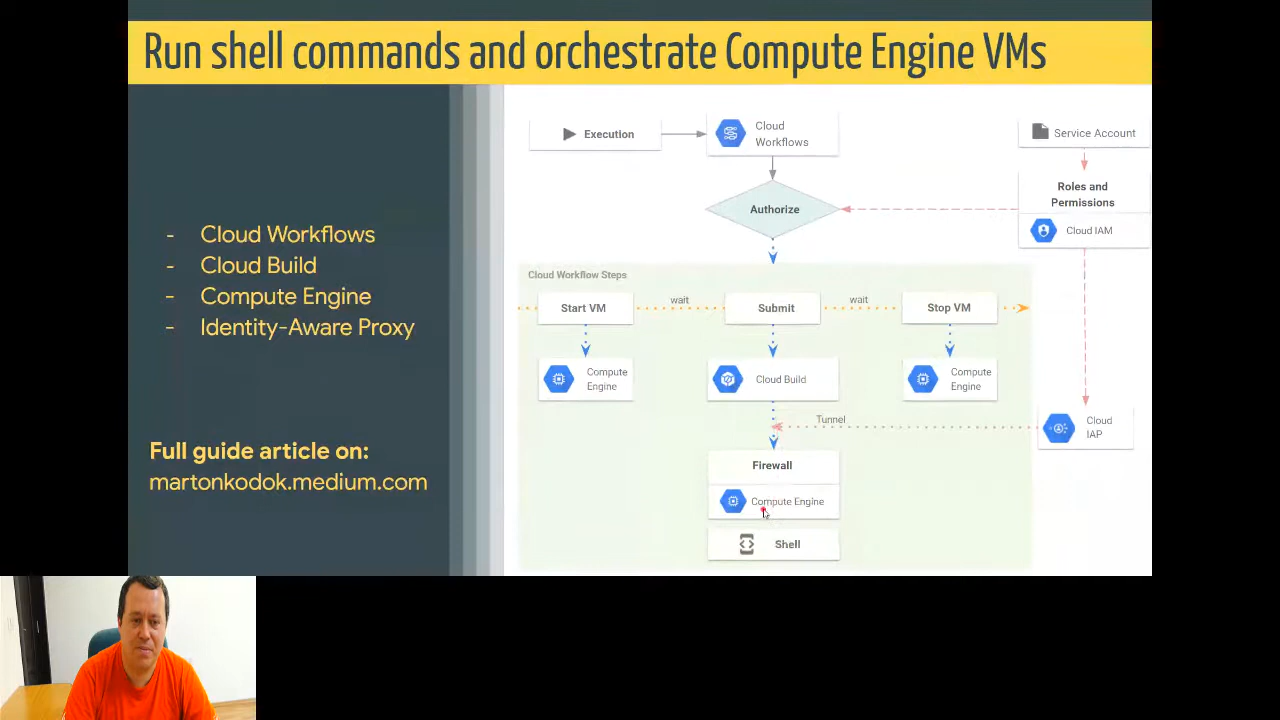 Run shell commands and orchestrate Compute Engine VMs
- Cloud Workflows
- Cloud Build
- Compute Engine
- Identity-Aware Proxy
Full guide article on:
martonkodok.medium.com
Execution
Cloud
Workflows
Service Account
Authorize
Roles and
Permissions
Cloud IAM
Cloud Workflow Steps
Start VM
wait
Submit
wait
Stop VM
Compute
Engine
Cloud Build
Compute
Engine
Tunnel
Cloud
IAP
Firewall
Compute Engine
Shell